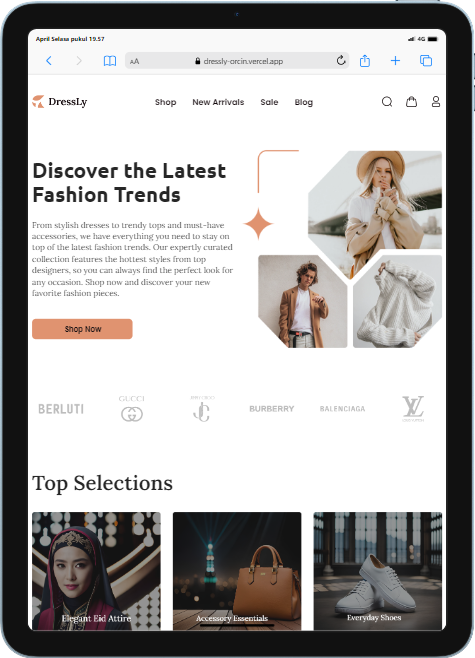 April Selasa pukul 19.57
4G
AA
dressly-orcin.vercel.app
DressLy
Shop
New Arrivals
Sale
Blog
Discover the Latest
Fashion Trends
From stylish dresses to trendy tops and must-have
accessories, we have everything you need to stay on
top of the latest fashion trends. Our expertly curated
collection features the hottest styles from top
designers, so you can always find the perfect look for
any occasion. Shop now and discover your new
favorite fashion pieces.
Shop Now
BERLUTI
GUCCI
JC
BURBERRY
BALENCIAGA
LV
Top Selections
Elegant Eid Attire
Accessory Essentials
Everyday Shoes